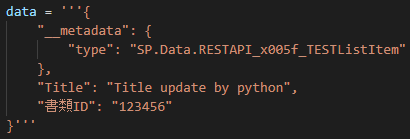 data = '''{
    "__metadata": {
        "type": "SP.Data.RESTAPI_x005f_TESTListItem"
    },
    "Title": "Title update by python",
    "書類ID": "123456"
}'''